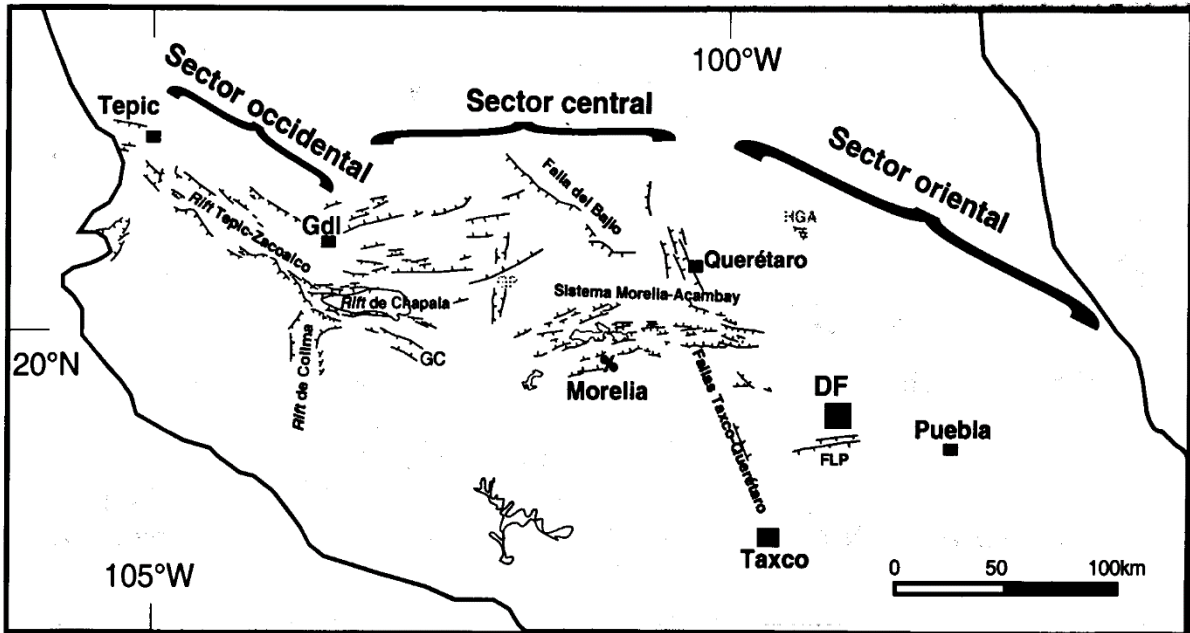 100°W
Sector occidental
Sector central
Tepic
Falla del Bajío
Sector oriental
Rift Tepic-Zacoalco
Gdl
HGA
Querétaro
Rift de Chapala
Sistema Morelia-Acambay
20°N
Rift de Colima
GC
Morelia
Fallas Taxco-Querétaro
DF
Puebla
FLP
Taxco
105°W
0 50 100km